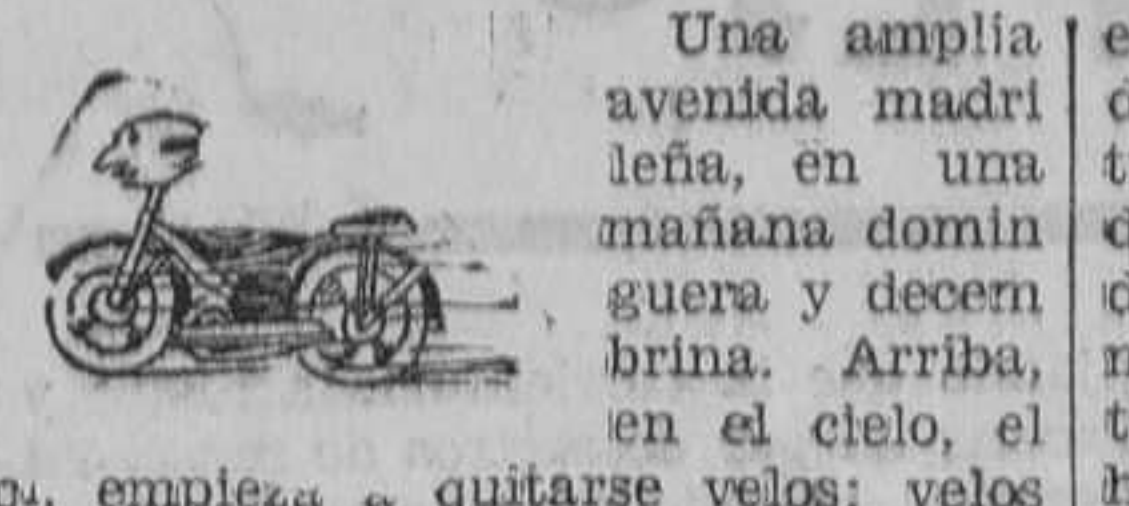 Una amplia
avenida madri
leña, en una
mañana domin
guera y decem
brina. Arriba,
en el cielo, el
empieza a quitarse velos: velos